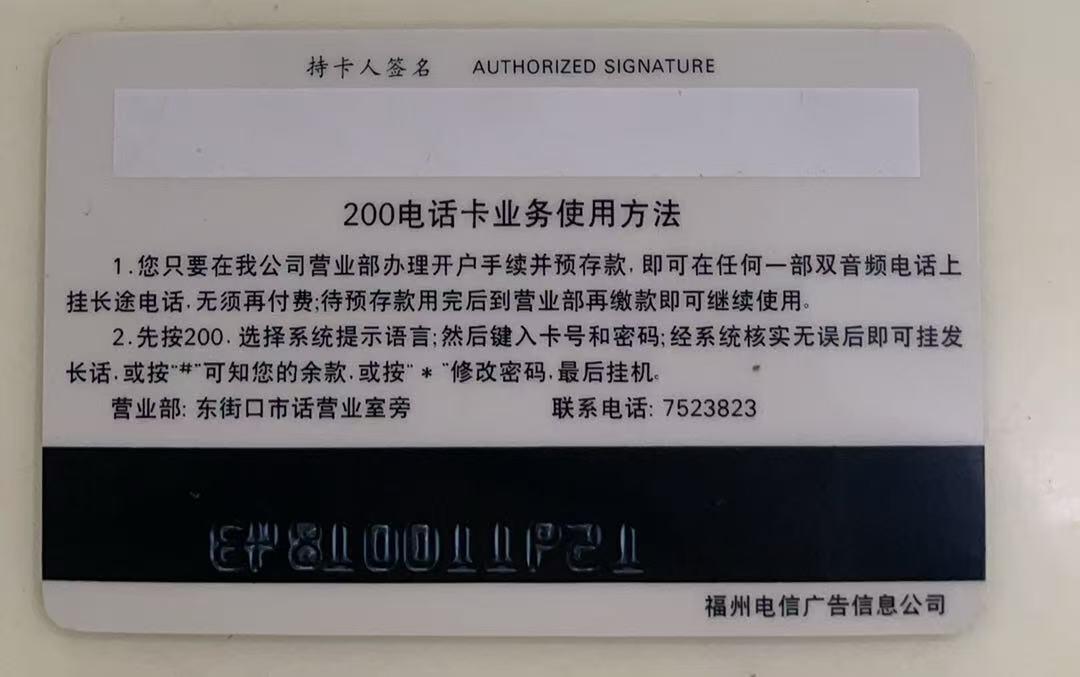 持卡人签名 AUTHORIZED SIGNATURE
200电话卡业务使用方法
1.您只要在我公司营业部办理开户手续并预存款,即可在任何一部双音频电话上
挂长途电话,无须再付费;待预存款用完后到营业部再缴款即可继续使用。
2.先按200,选择系统提示语言;然后键入卡号和密码;经系统核实无误后即可挂发
长话,或按"#"可知您的余款,或按"*"修改密码,最后挂机。
营业部: 东街口市话营业室旁 联系电话: 7523823
福州电信广告信息公司